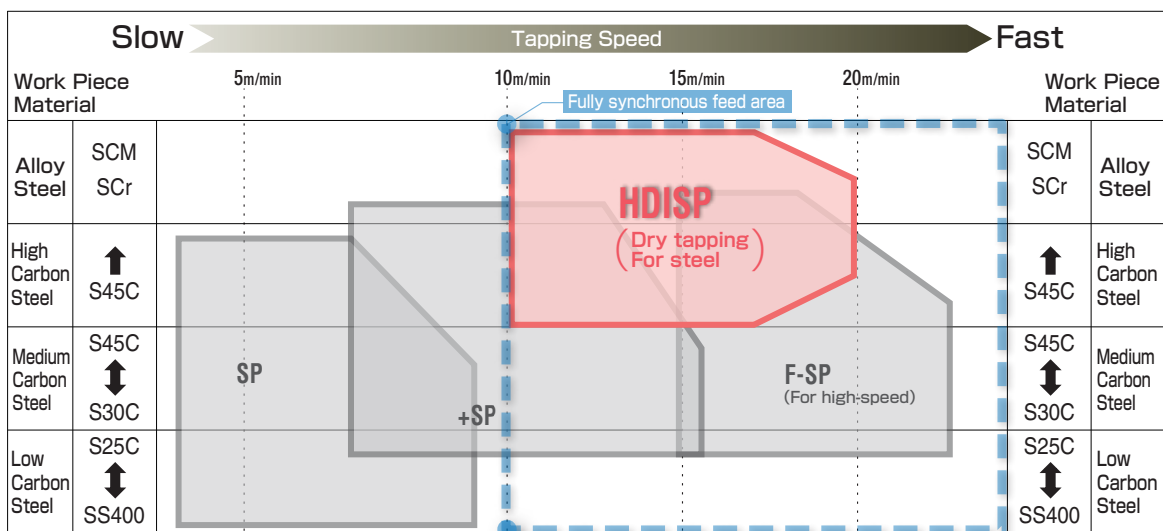 Slow
Tapping Speed
Fast
Work Piece
Material
5m/min
10m/min
15m/min
20m/min
Work Piece
Material
Fully synchronous feed area
Alloy
Steel
SCM
SCr
SCM
SCr
Alloy
Steel
HDISP
(Dry tapping
For steel)
High
Carbon
Steel
S45C
S45C
High
Carbon
Steel
Medium
Carbon
Steel
S45C
S30C
SP
+SP
F-SP
(For high-speed)
S45C
S30C
Medium
Carbon
Steel
Low
Carbon
Steel
S25C
SS400
S25C
SS400
Low
Carbon
Steel